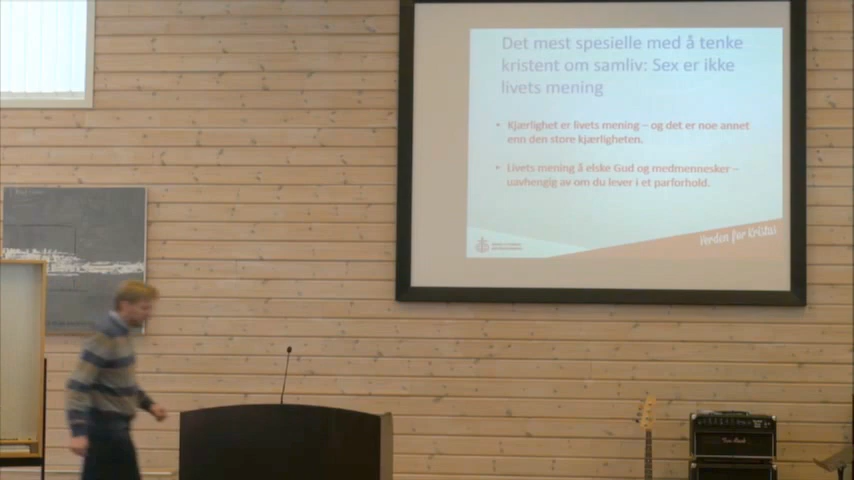 Det mest spesielle med å tenke
kristent om samliv: Sex er ikke
livets mening
• Kjærlighet er livets mening – og det er noe annet
enn den store kjærligheten.
• Livets mening å elske Gud og medmennesker –
uavhengig av om du lever i et parforhold.
Verden for Kristus